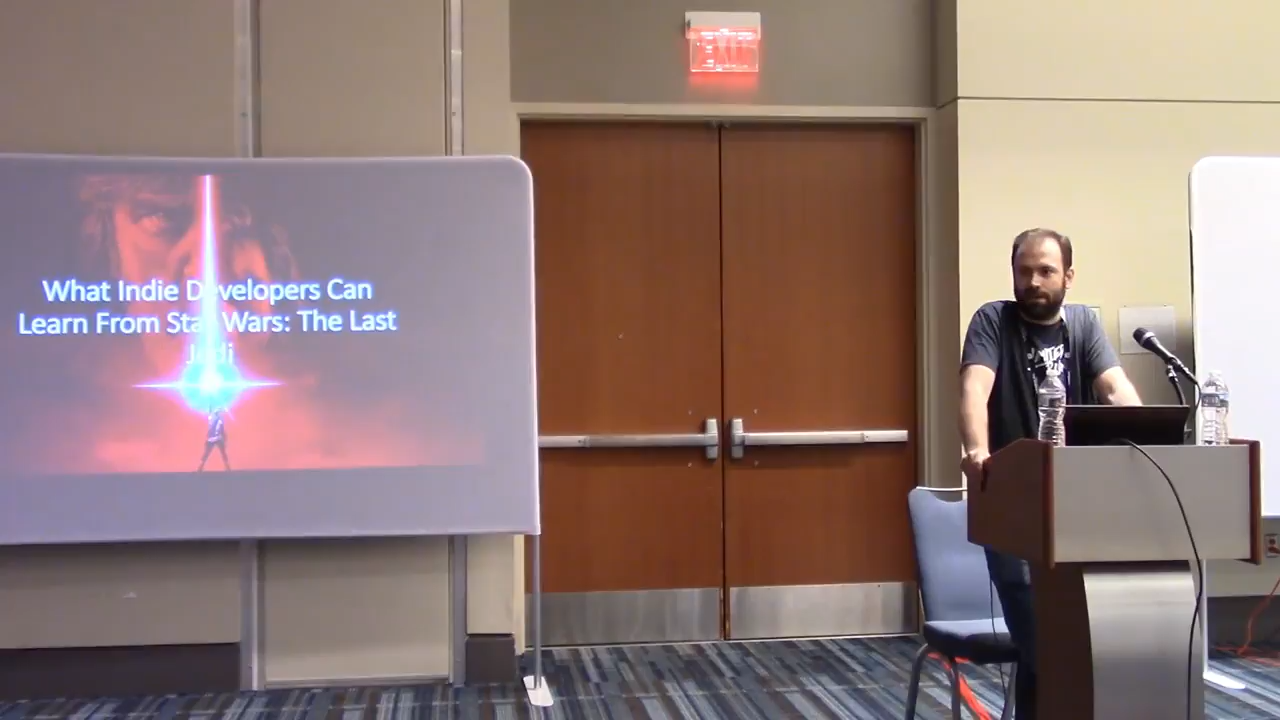 What Indie Developers Can
Learn From Star Wars: The Last
Jedi
EXIT